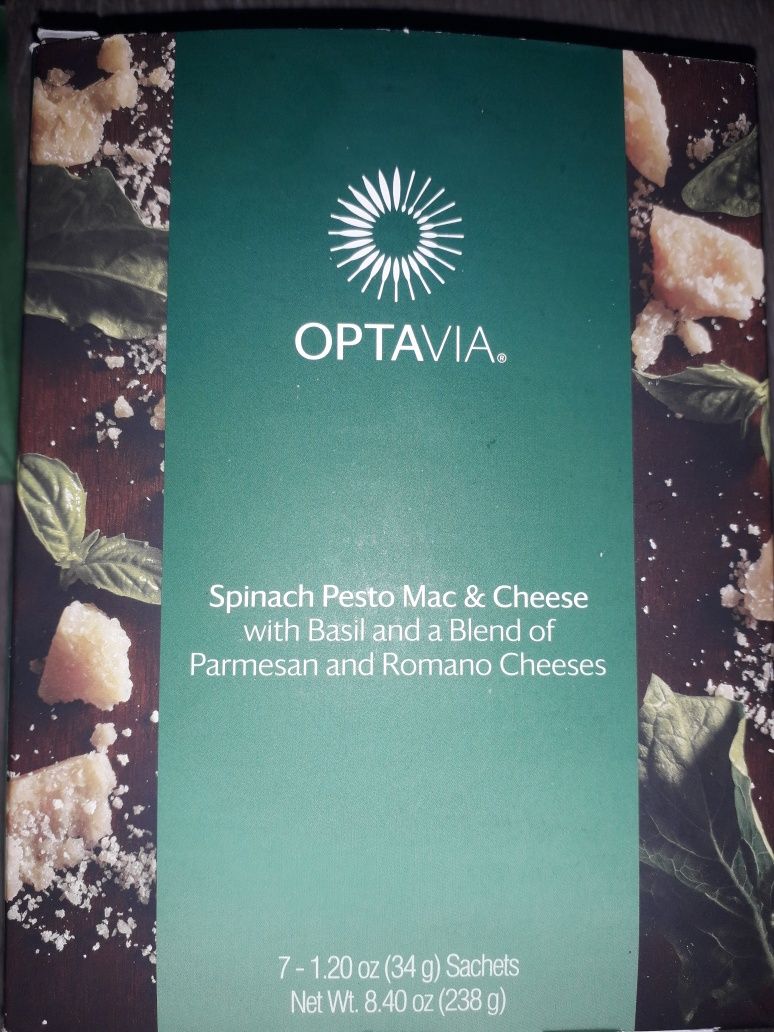 OPTAVIA®
Spinach Pesto Mac & Cheese
with Basil and a Blend of
Parmesan and Romano Cheeses
7 - 1.20 oz (34 g) Sachets
Net Wt. 8.40 oz (238 g)